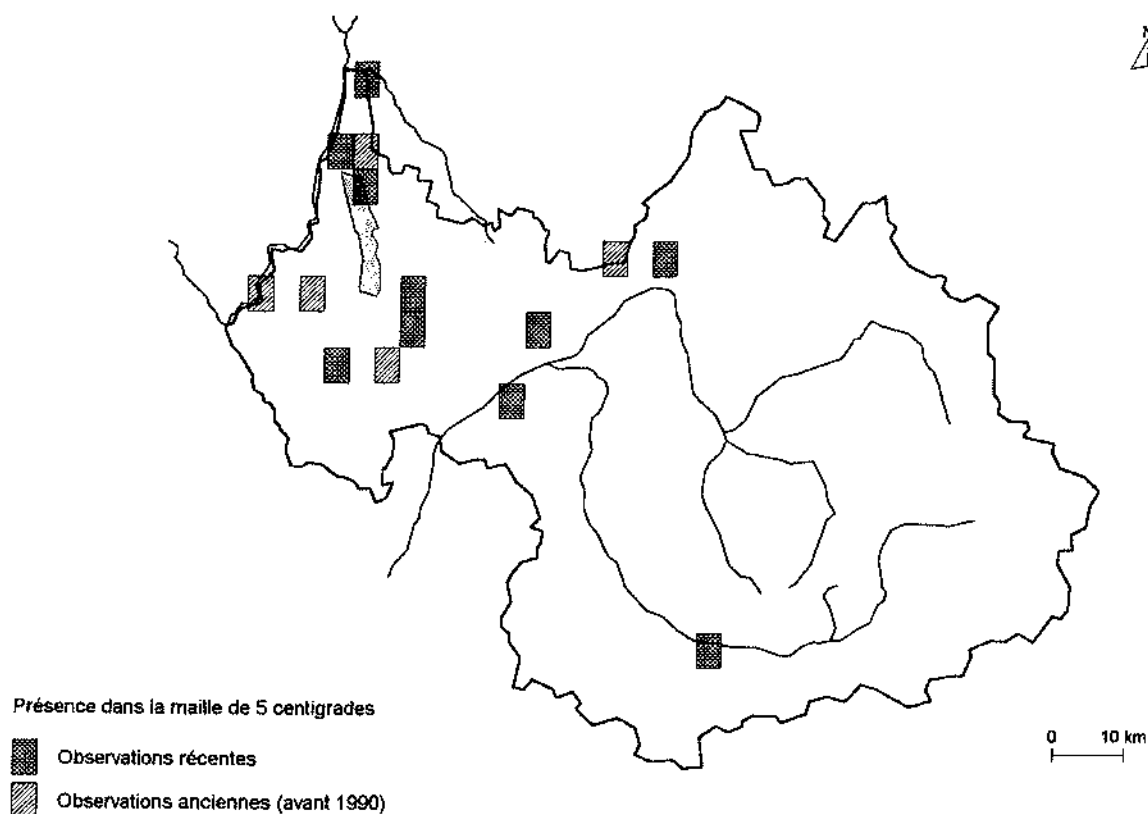 N
Présence dans la maille de 5 centigrades
Observations récentes
Observations anciennes (avant 1990)
0 10 km